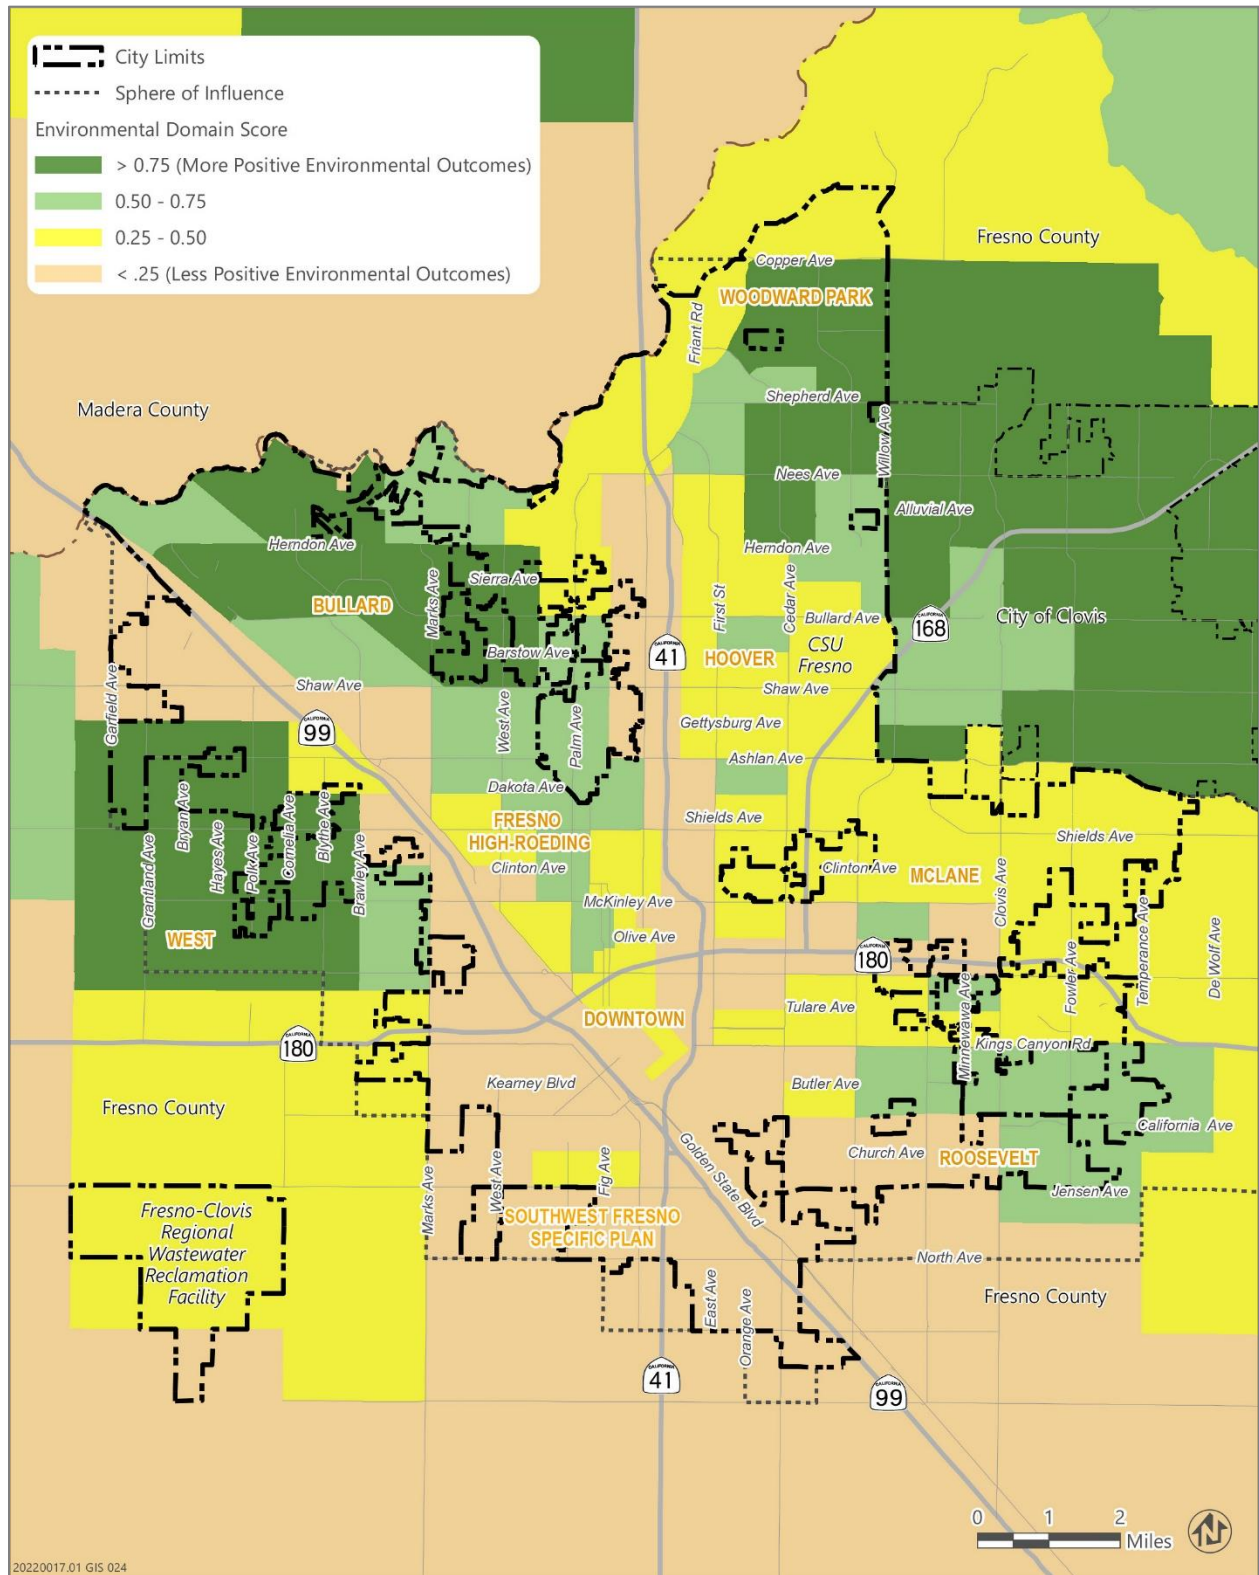 City Limits
Sphere of Influence
Environmental Domain Score
> 0.75 (More Positive Environmental Outcomes)
0.50 - 0.75
0.25 - 0.50
< .25 (Less Positive Environmental Outcomes)
Fresno County
Copper Ave
WOODWARD PARK
Friant Rd
Madera County
Shepherd Ave
Willow Ave
Nees Ave
Alluvial Ave
Herndon Ave
Herndon Ave
Sierra Ave
BULLARD
Marks Ave
First St
Cedar Ave
Bullard Ave
CALIFORNIA
168
City of Clovis
CSU
Fresno
Barstow Ave
CALIFORNIA
41
HOOVER
Garfield Ave
Shaw Ave
Shaw Ave
West Ave
Palm Ave
CALIFORNIA
99
Gettysburg Ave
Ashlan Ave
Dakota Ave
Bryan Ave
Hayes Ave
Polk Ave
Cornelia Ave
Blythe Ave
Brawley Ave
Grantland Ave
FRESNO
HIGH-ROEDING
Shields Ave
Shields Ave
Clinton Ave
Clinton Ave
MCLANE
Clovis Ave
McKinley Ave
Olive Ave
WEST
CALIFORNIA
180
Minnewawa Ave
Fowler Ave
Temperance Ave
De Wolf Ave
DOWNTOWN
Tulare Ave
CALIFORNIA
180
Kings Canyon Rd
Kearney Blvd
Butler Ave
Fresno County
California Ave
Golden State Blvd
Church Ave
ROOSEVELT
Marks Ave
West Ave
Fig Ave
Jensen Ave
Fresno-Clovis
Regional
Wastewater
Reclamation
Facility
SOUTHWEST FRESNO
SPECIFIC PLAN
North Ave
East Ave
Orange Ave
Fresno County
CALIFORNIA
41
CALIFORNIA
99
0 1 2
Miles
N
20220017.01 GIS 024